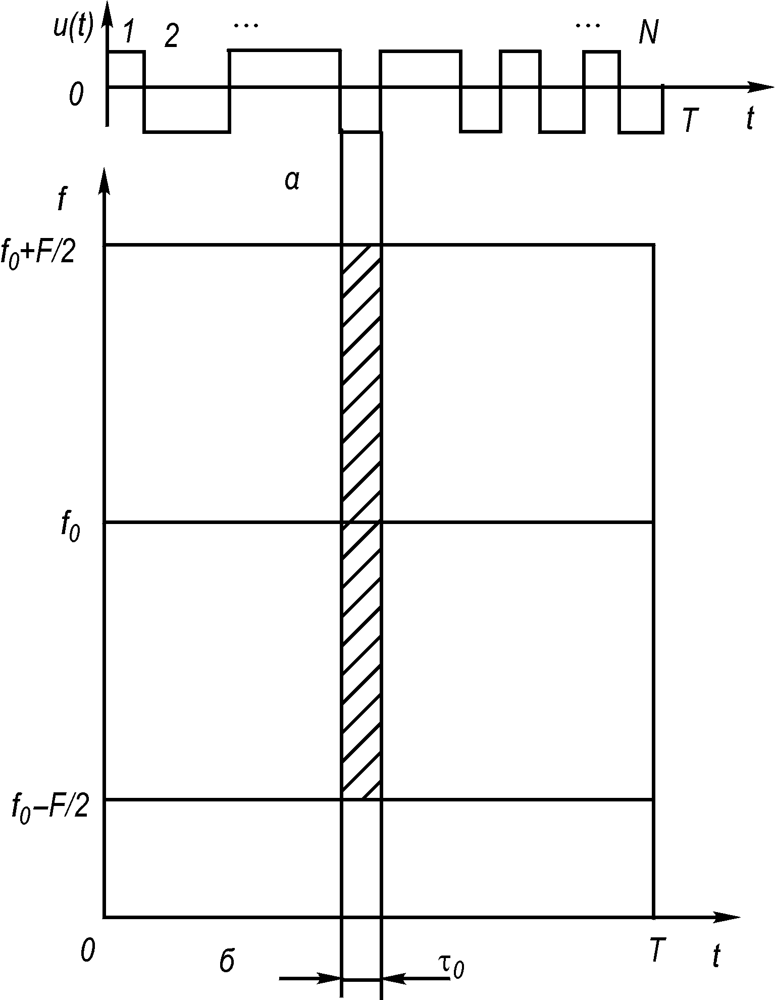 u(t) 1 2 ... ... N
0 T t
а
f
f₀+F/2
f₀
f₀–F/2
0 T t
б τ₀